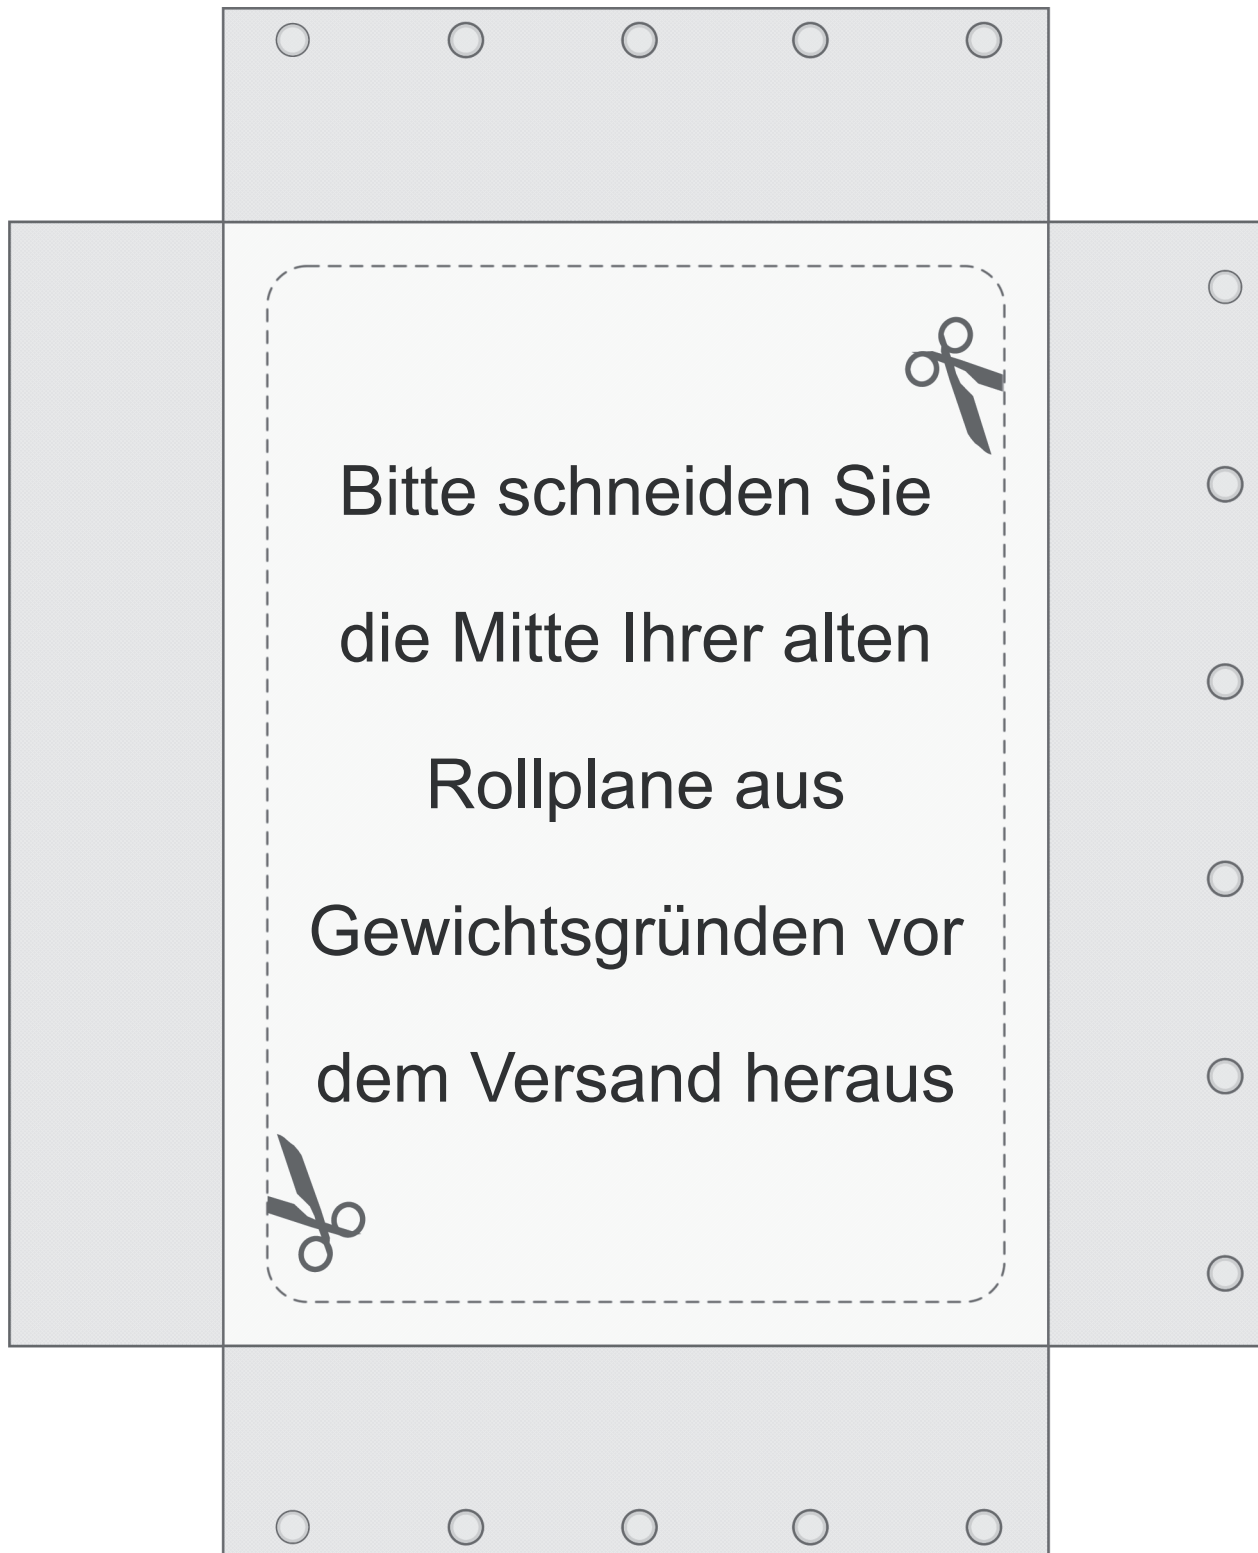 Bitte schneiden Sie
die Mitte Ihrer alten
Rollplane aus
Gewichtsgründen vor
dem Versand heraus